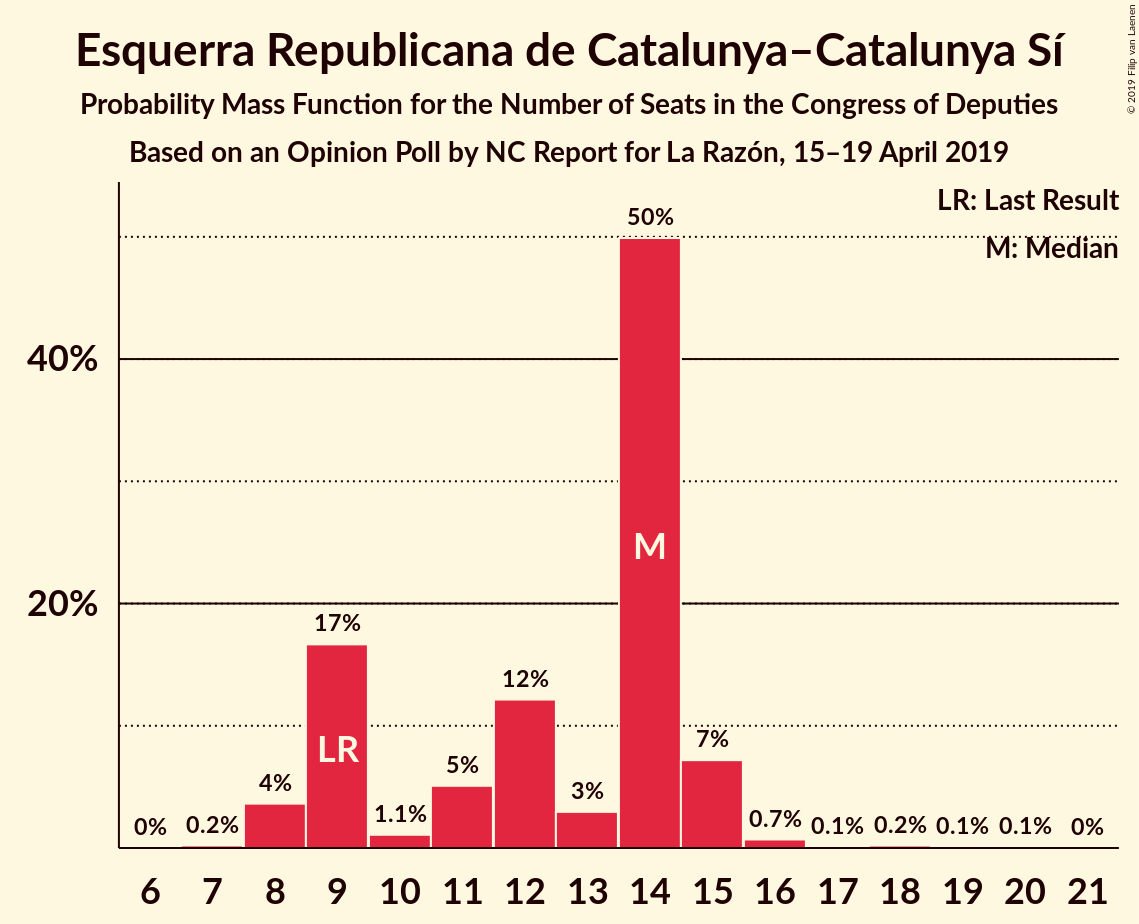 Esquerra Republicana de Catalunya–Catalunya Sí
Probability Mass Function for the Number of Seats in the Congress of Deputies
Based on an Opinion Poll by NC Report for La Razón, 15–19 April 2019
© 2019 Filip van Laenen
LR: Last Result
M: Median
50%
40%
M
20%
17%
12%
LR
7%
5%
4%
3%
1.1%
0%
0.2%
0.7%
0.1%
0.2%
0.1%
0.1%
0%
6 7 8 9 10 11 12 13 14 15 16 17 18 19 20 21